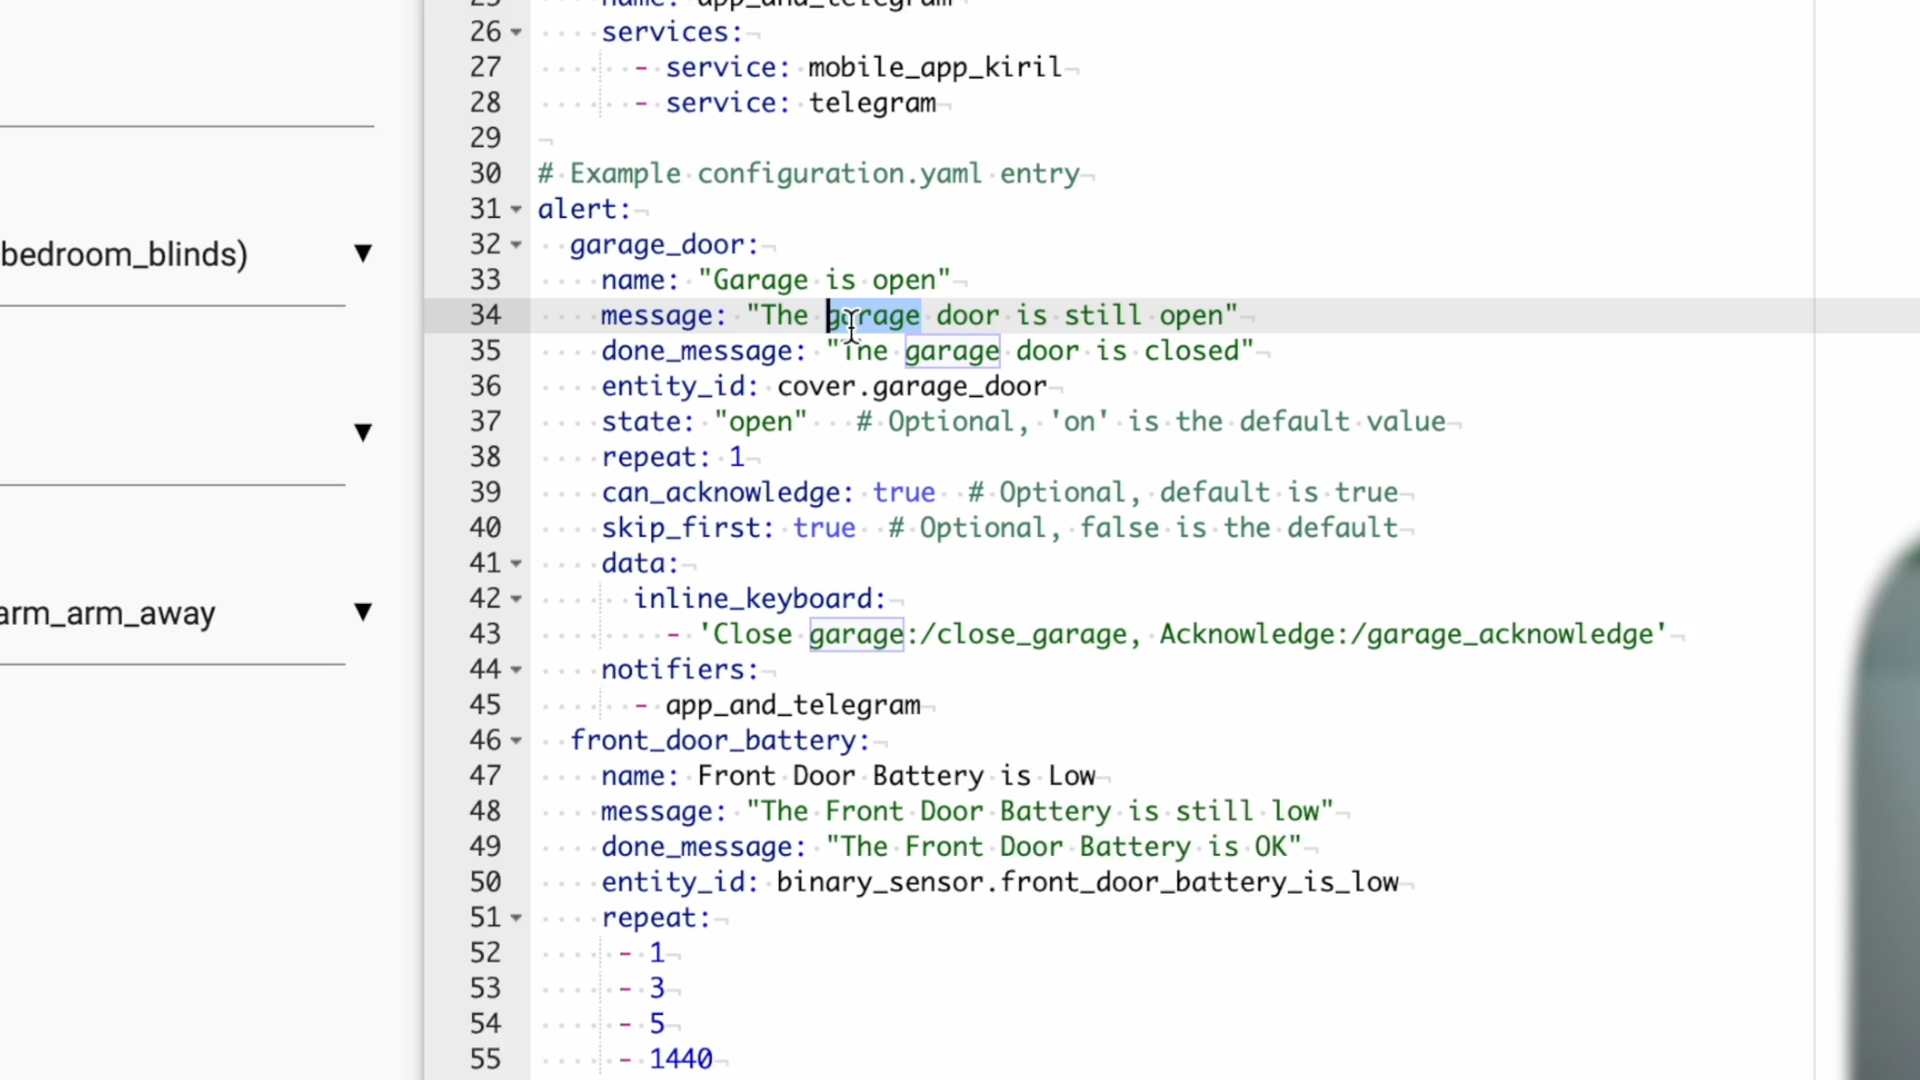 name: app_and_telegram
26 services:
27 - service: mobile_app_kiril
28 - service: telegram
29
30 # Example configuration.yaml entry
31 alert:
32 garage_door:
33 name: "Garage is open"
34 message: "The garage door is still open"
35 done_message: "The garage door is closed"
36 entity_id: cover.garage_door
37 state: "open" # Optional, 'on' is the default value
38 repeat: 1
39 can_acknowledge: true # Optional, default is true
40 skip_first: true # Optional, false is the default
41 data:
42 inline_keyboard:
43 - 'Close garage:/close_garage, Acknowledge:/garage_acknowledge'
44 notifiers:
45 - app_and_telegram
46 front_door_battery:
47 name: Front Door Battery is Low
48 message: "The Front Door Battery is still low"
49 done_message: "The Front Door Battery is OK"
50 entity_id: binary_sensor.front_door_battery_is_low
51 repeat:
52 - 1
53 - 3
54 - 5
55 - 1440
bedroom_blinds)
arm_arm_away